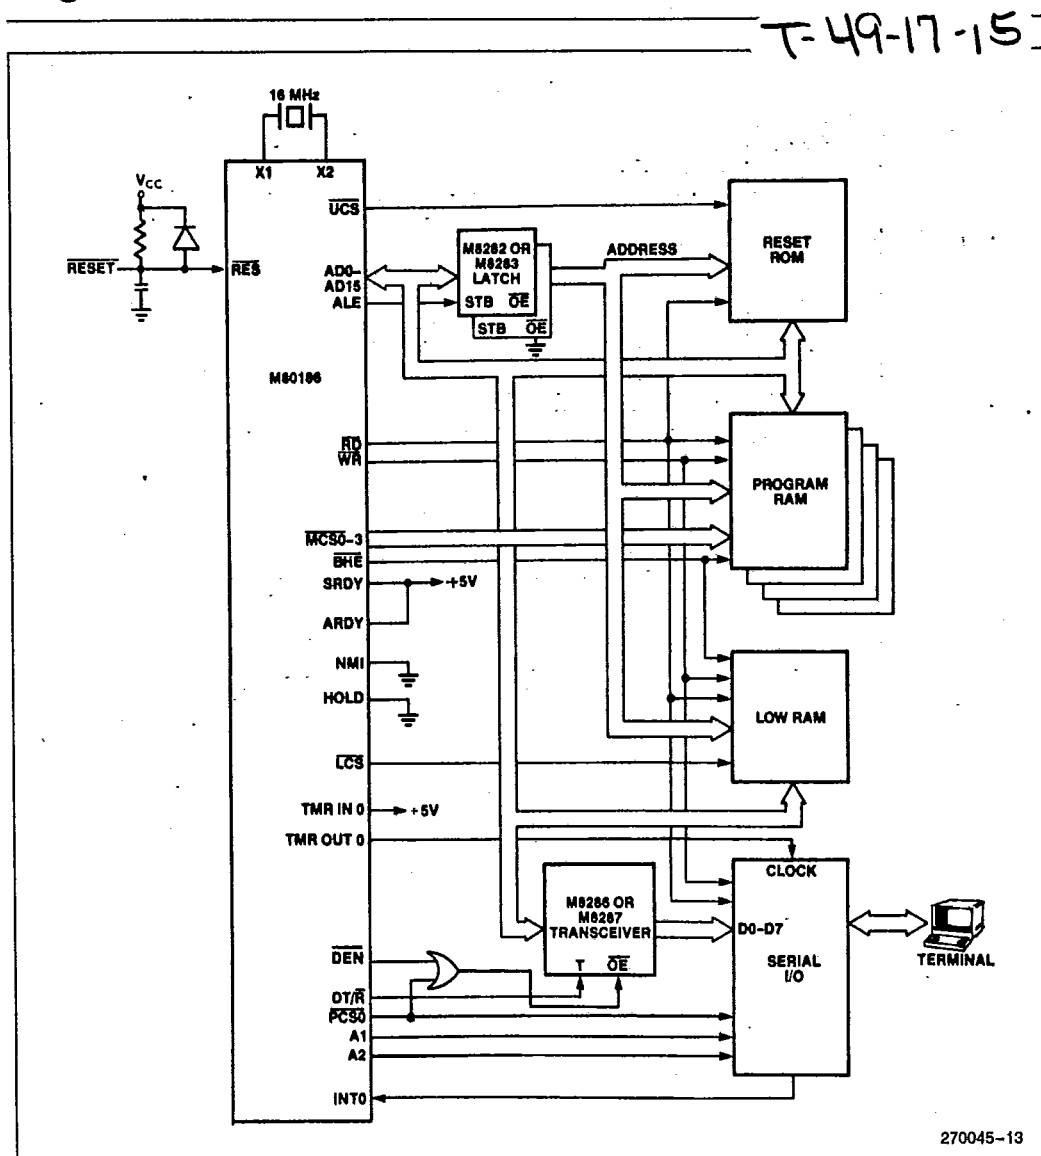 T-49-17-15
16 MHz
X1 X2
VCC
RESET
RES
UCS
AD0-
AD15
ALE
M8282 OR
M8283
LATCH
STB OE
STB OE
ADDRESS
RESET
ROM
M80186
RD
WR
PROGRAM
RAM
MCS0-3
BHE
SRDY
+5V
ARDY
NMI
HOLD
LOW RAM
LCS
TMR IN 0
+5V
TMR OUT 0
CLOCK
M8286 OR
M8287
TRANSCEIVER
T OE
D0-D7
SERIAL
I/O
TERMINAL
DEN
DT/R
PCS0
A1
A2
INT0
270045-13